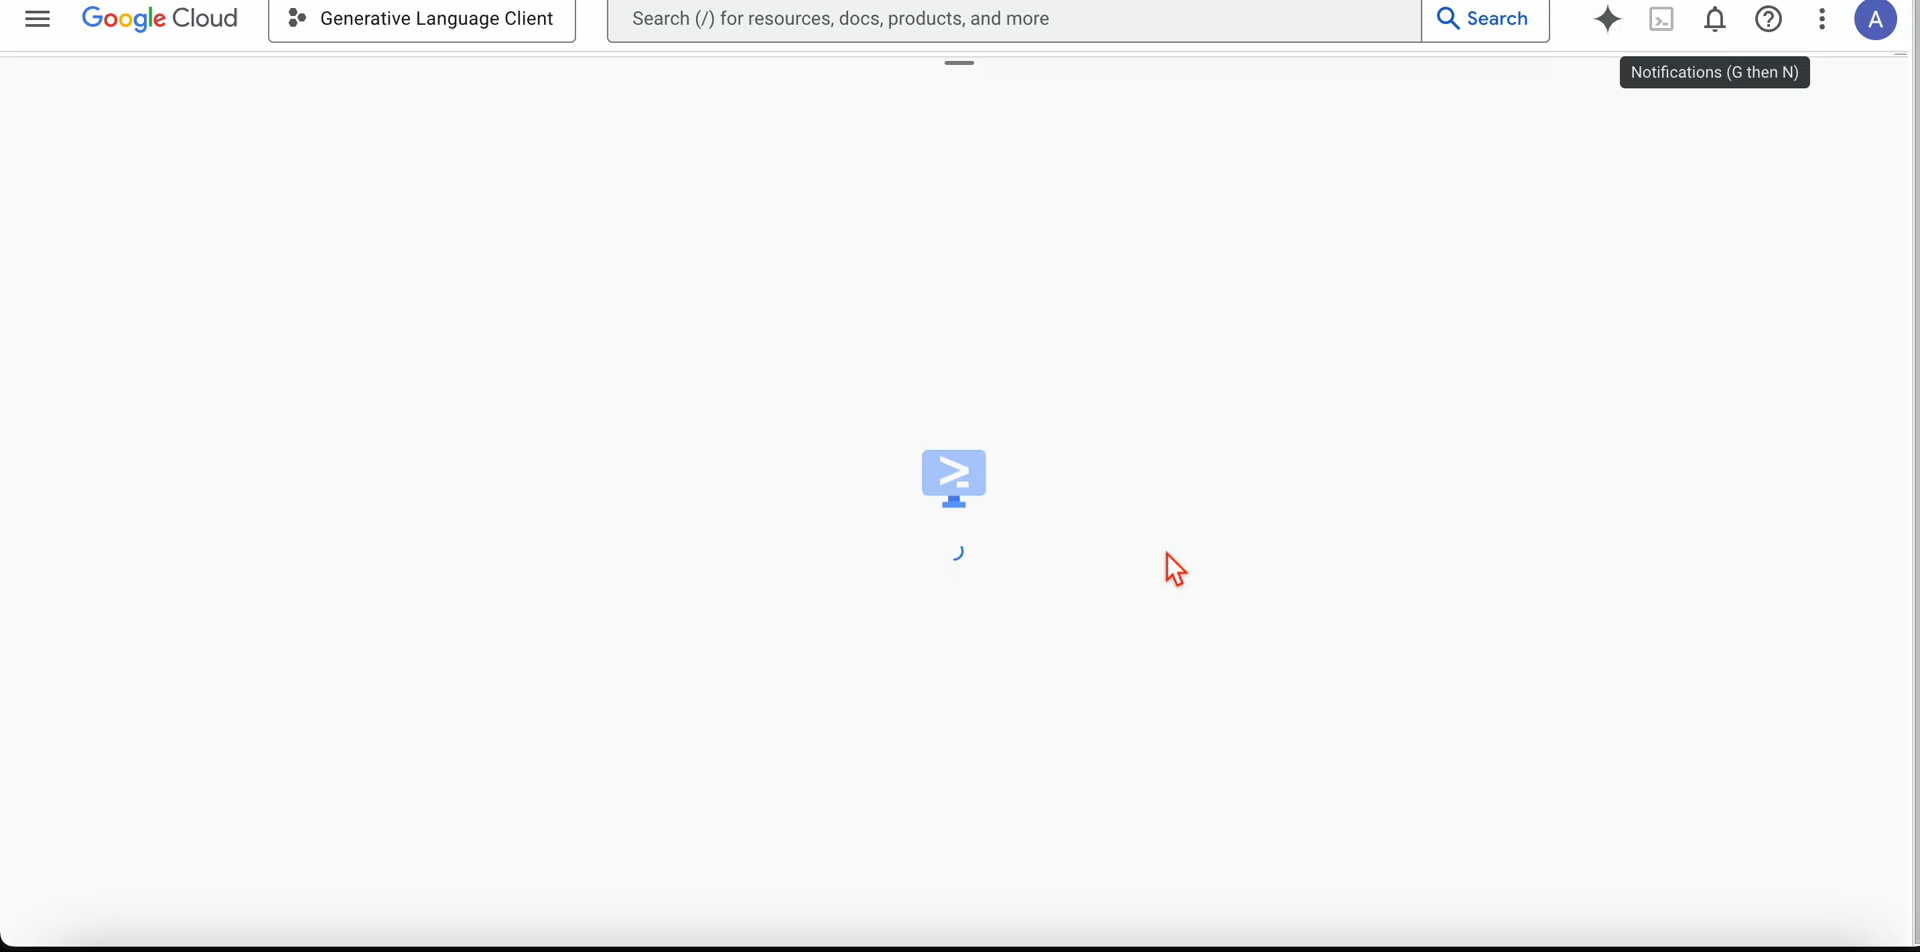 Google Cloud
Generative Language Client
Search (/) for resources, docs, products, and more
Search
A
Notifications (G then N)